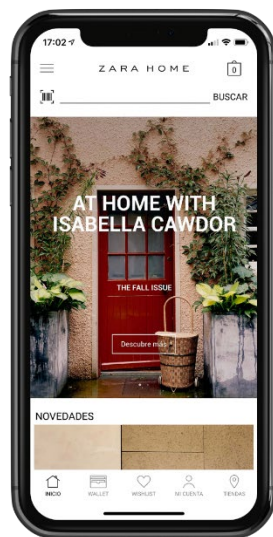 17:02
ZARA HOME
0
BUSCAR
AT HOME WITH
ISABELLA CAWDOR
THE FALL ISSUE
Descubre más
NOVEDADES
INICIO
WALLET
WISHLIST
MI CUENTA
TIENDAS